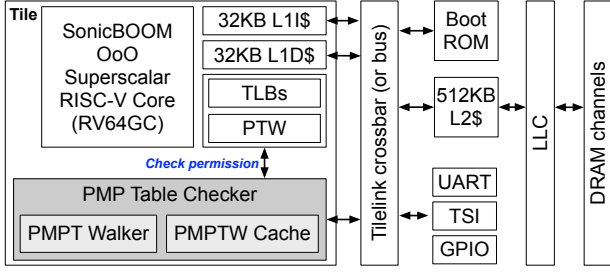 Tile
SonicBOOM
OoO
Superscalar
RISC-V Core
(RV64GC)
32KB L1I$
32KB L1D$
TLBs
PTW
Check permission
PMP Table Checker
PMPT Walker
PMPTW Cache
Tilelink crossbar (or bus)
Boot
ROM
512KB
L2$
UART
TSI
GPIO
LLC
DRAM channels